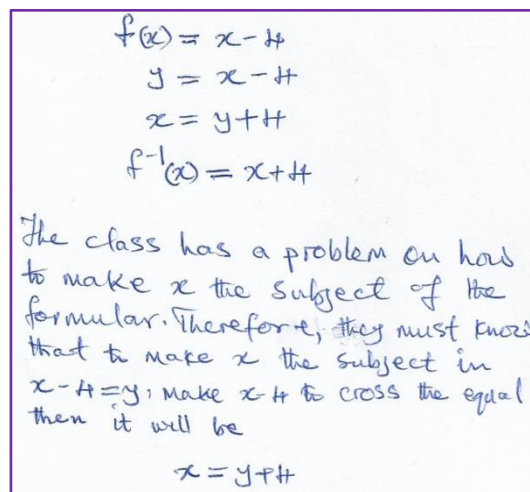 f(x) = x-4
y = x-4
x = y+4
f⁻¹(x) = x+4
The class has a problem on how
to make x the subject of the
formular. Therefore, they must know
that to make x the subject in
x-4=y, make x-4 to cross the equal
then it will be
x = y+4